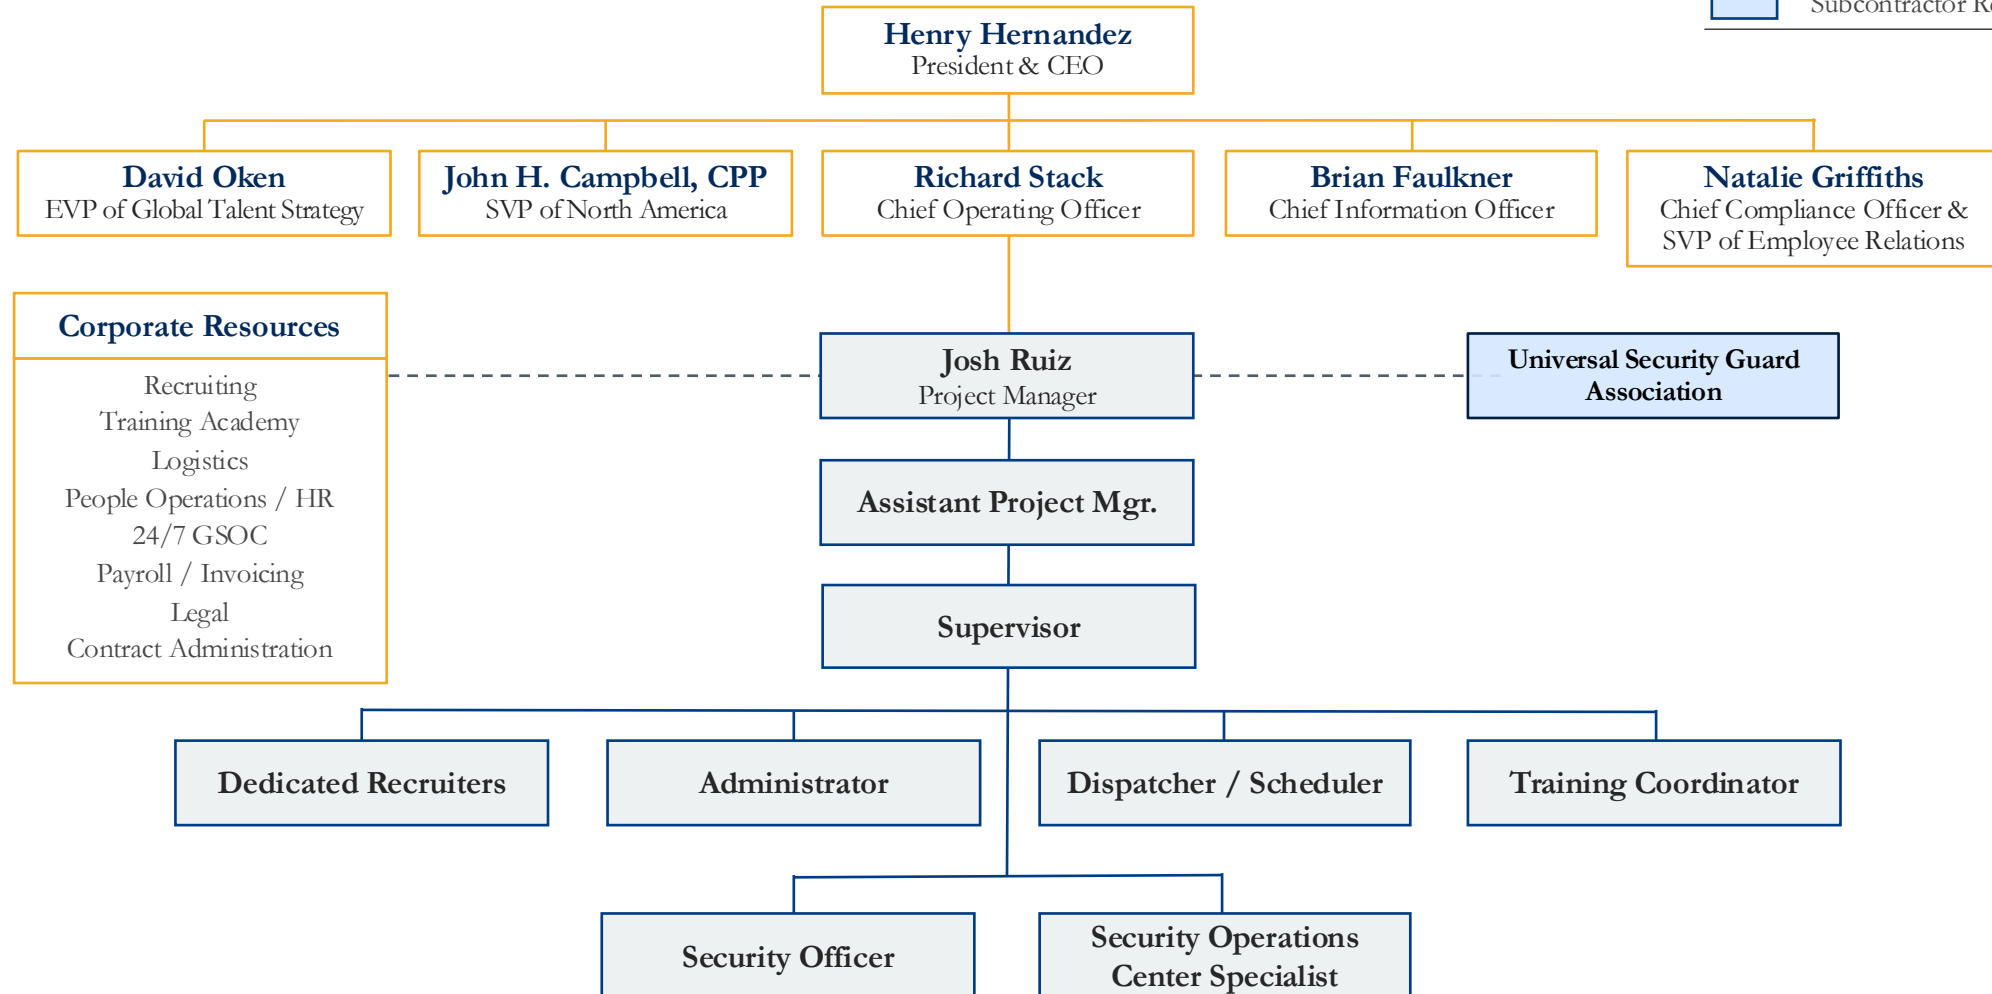 Subcontractor
Henry Hernandez
President & CEO
David Oken
EVP of Global Talent Strategy
John H. Campbell, CPP
SVP of North America
Richard Stack
Chief Operating Officer
Brian Faulkner
Chief Information Officer
Natalie Griffiths
Chief Compliance Officer &
SVP of Employee Relations
Corporate Resources
Recruiting
Training Academy
Logistics
People Operations / HR
24/7 GSOC
Payroll / Invoicing
Legal
Contract Administration
Josh Ruiz
Project Manager
Universal Security Guard
Association
Assistant Project Mgr.
Supervisor
Dedicated Recruiters
Administrator
Dispatcher / Scheduler
Training Coordinator
Security Officer
Security Operations
Center Specialist